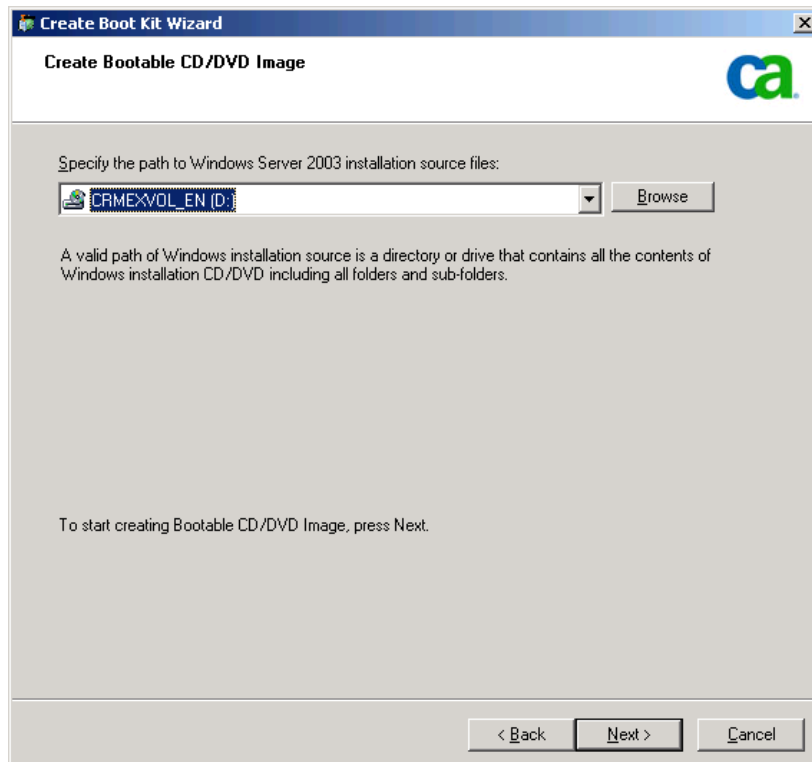 Create Boot Kit Wizard
Create Bootable CD/DVD Image
ca
Specify the path to Windows Server 2003 installation source files:
CRMEXVOL_EN (D:)
Browse
A valid path of Windows installation source is a directory or drive that contains all the contents of
Windows installation CD/DVD including all folders and sub-folders.
To start creating Bootable CD/DVD Image, press Next.
< Back
Next >
Cancel